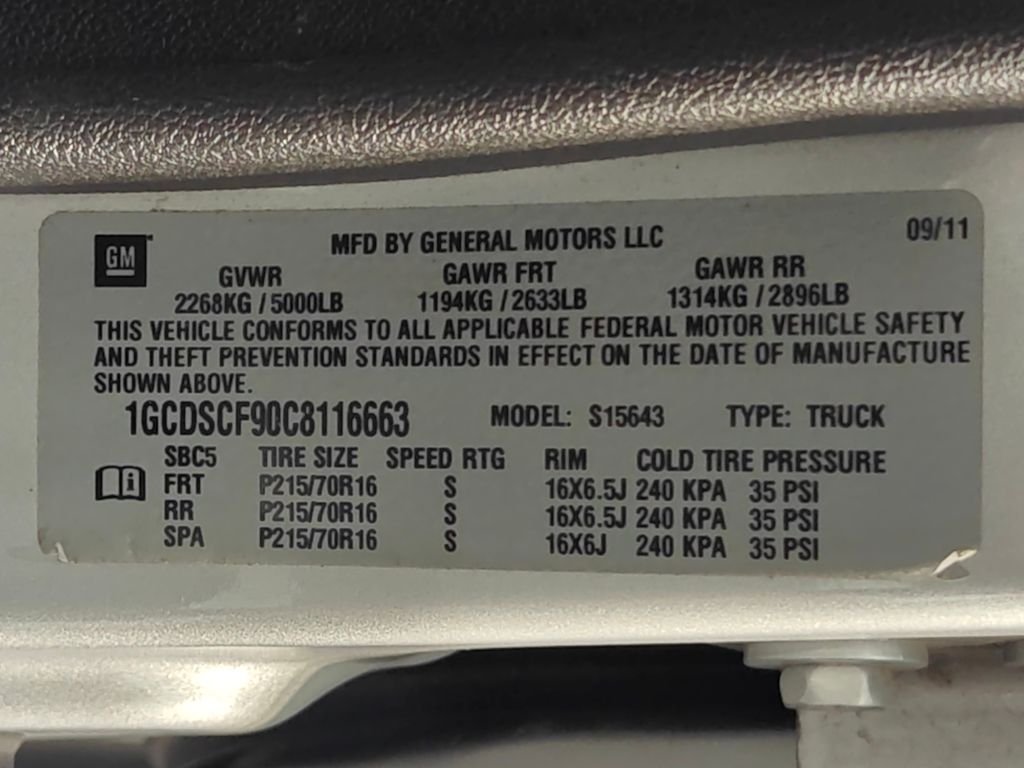 GM
MFD BY GENERAL MOTORS LLC 09/11
GVWR GAWR FRT GAWR RR
2268KG / 5000LB 1194KG / 2633LB 1314KG / 2896LB
THIS VEHICLE CONFORMS TO ALL APPLICABLE FEDERAL MOTOR VEHICLE SAFETY
AND THEFT PREVENTION STANDARDS IN EFFECT ON THE DATE OF MANUFACTURE
SHOWN ABOVE.
1GCDSCF90C8116663 MODEL: S15643 TYPE: TRUCK
SBC5 TIRE SIZE SPEED RTG RIM COLD TIRE PRESSURE
FRT P215/70R16 S 16X6.5J 240 KPA 35 PSI
RR P215/70R16 S 16X6.5J 240 KPA 35 PSI
SPA P215/70R16 S 16X6J 240 KPA 35 PSI